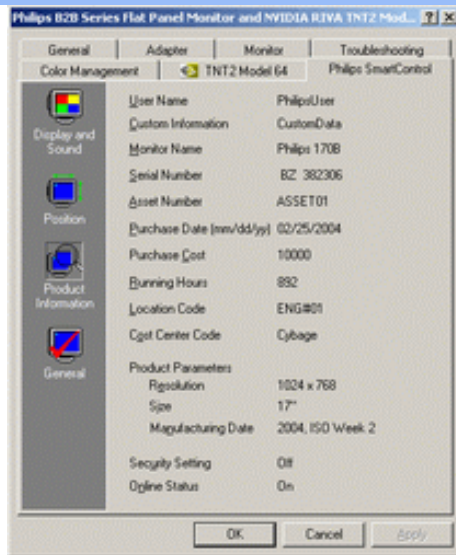 Philips B2B Series Flat Panel Monitor and NVIDIA RIVA TNT2 Mod... ? X
General Adapter Monitor Troubleshooting
Color Management TNT2 Model 64 Philips SmartControl
Display and Sound
Position
Product Information
General
User Name PhilipsUser
Custom Information CustomData
Monitor Name Philips 170B
Serial Number BZ 382306
Asset Number ASSET01
Purchase Date (mm/dd/yy) 02/25/2004
Purchase Cost 10000
Running Hours 892
Location Code ENG#01
Cost Center Code Cybage
Product Parameters
Resolution 1024 x 768
Size 17"
Manufacturing Date 2004, ISO Week 2
Security Setting Off
Online Status On
OK Cancel Apply